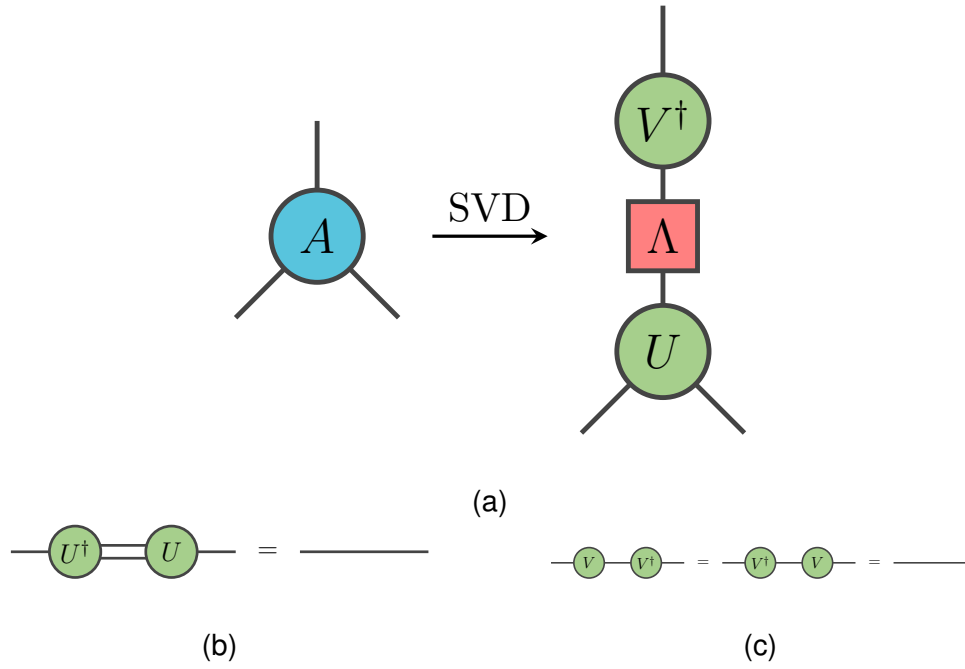 V†
SVD
A
Λ
U
(a)
U† U =
V V† = V† V =
(b)
(c)